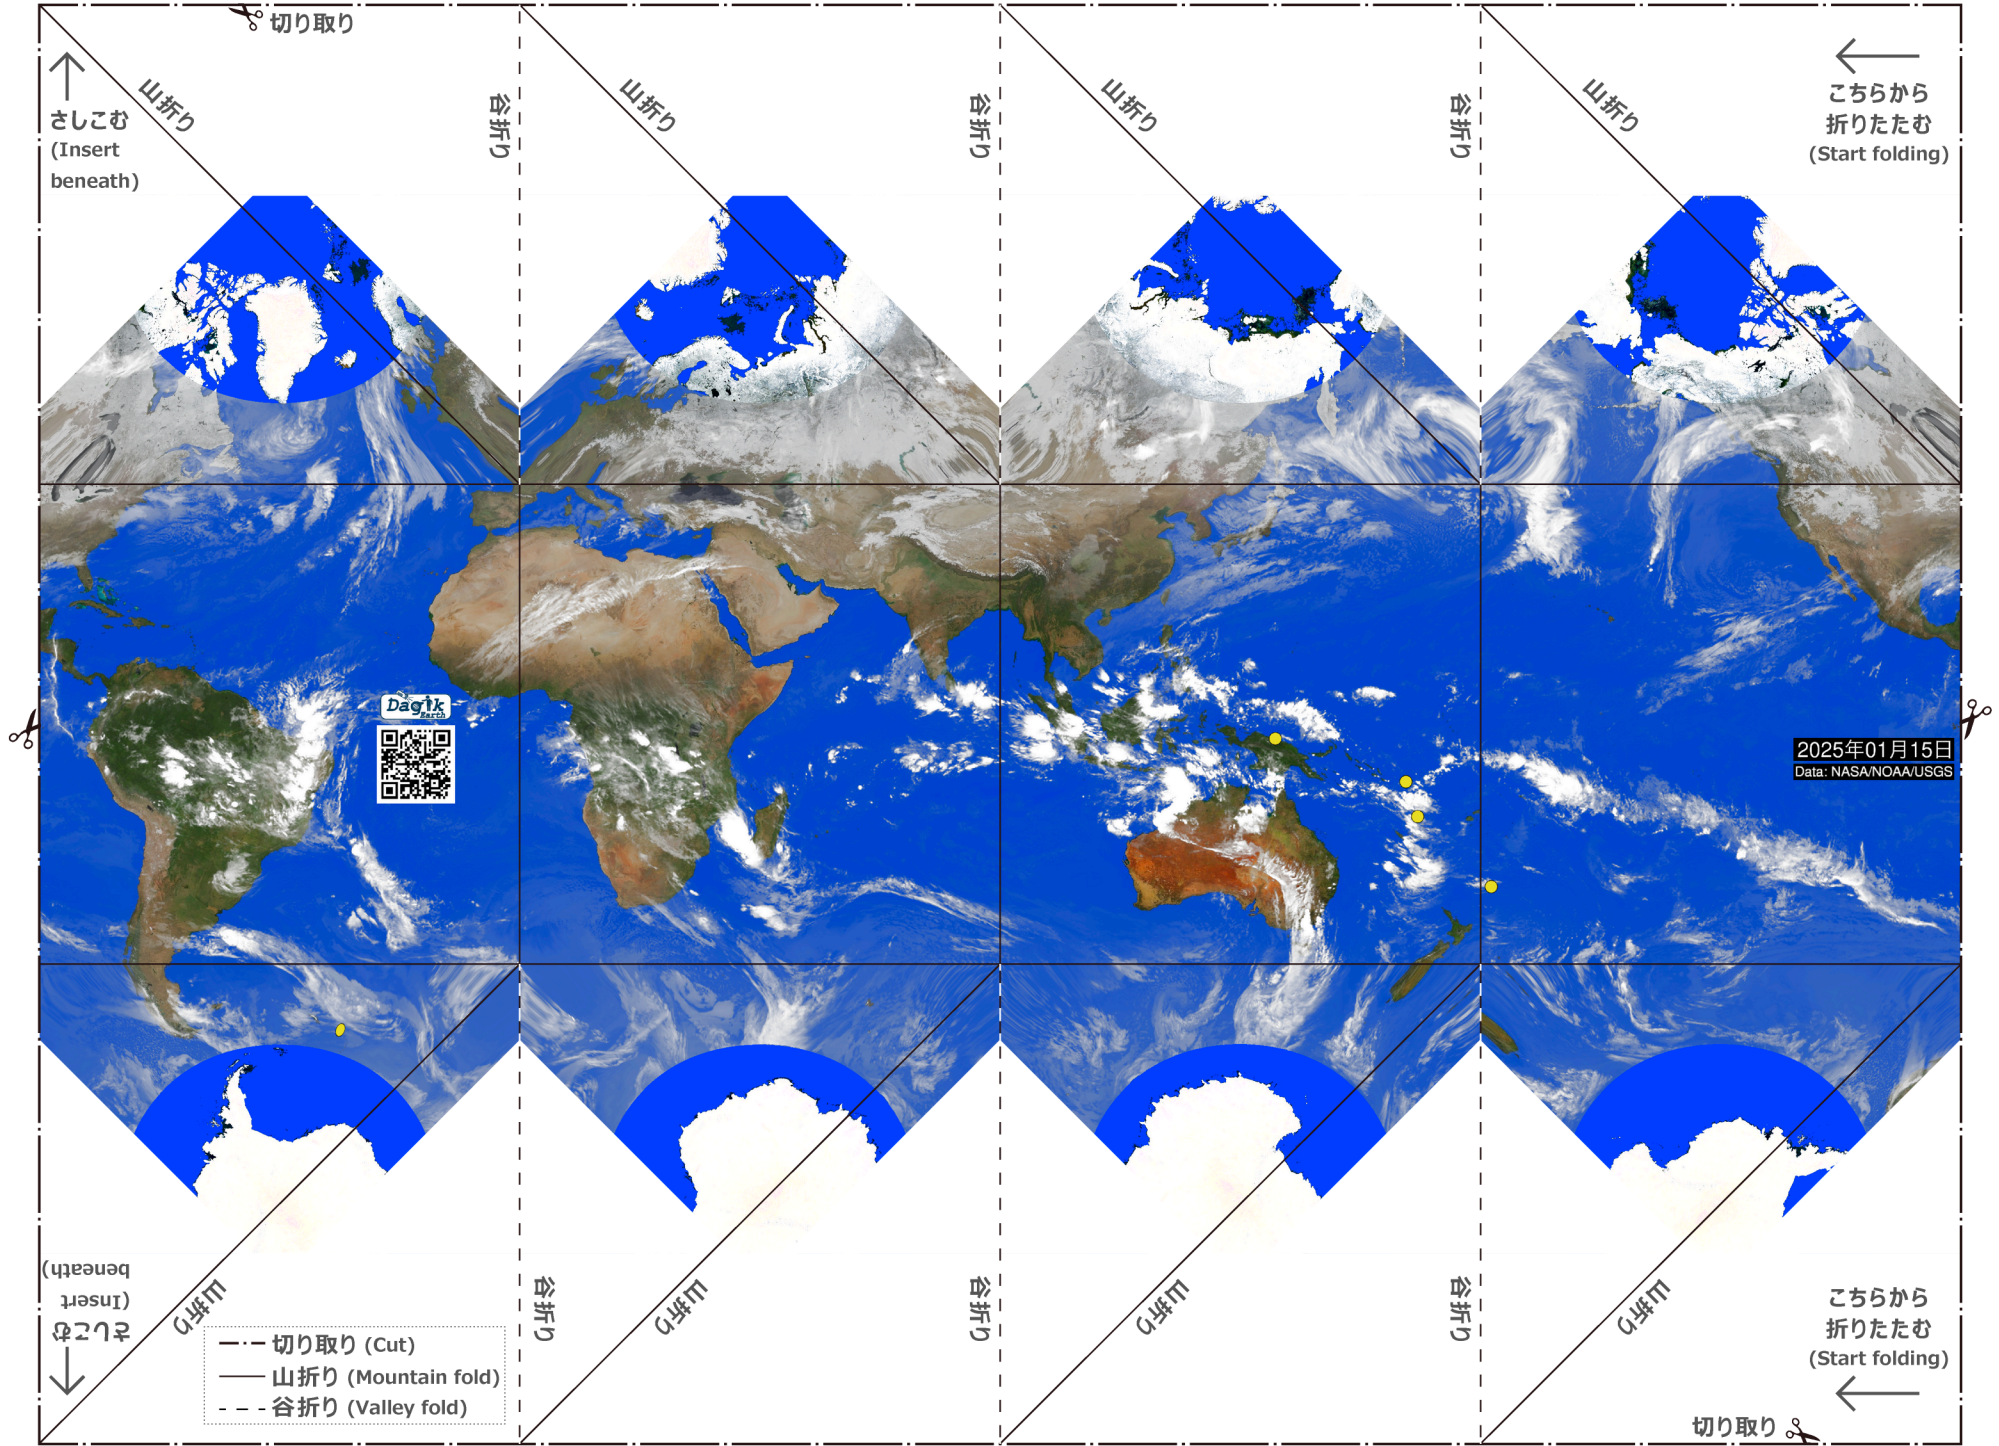 切り取り
さしこむ
(Insert
beneath)
山折り
谷折り
山折り
谷折り
山折り
谷折り
山折り
こちらから
折りたたむ
(Start folding)
Dagik
Earth
2025年01月15日
Data: NASA/NOAA/USGS
さしこむ
(Insert
beneath)
山折り
谷折り
山折り
谷折り
山折り
谷折り
山折り
こちらから
折りたたむ
(Start folding)
切り取り (Cut)
山折り (Mountain fold)
谷折り (Valley fold)
切り取り